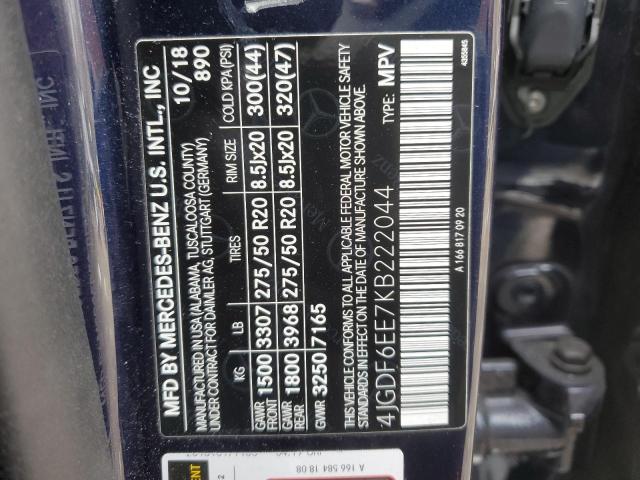 MFD BY MERCEDES-BENZ U.S. INTL., INC
MANUFACTURED IN USA (ALABAMA, TUSCALOOSA COUNTY)
UNDER CONTRACT FOR DAIMLER AG, STUTTGART (GERMANY)
10/18
890
KG LB TIRES RIM SIZE COLD KPA (PSI)
GAWR FRONT 1500 3307 275/50 R20 8.5Jx20 300(44)
GAWR REAR 1800 3968 275/50 R20 8.5Jx20 320(47)
GVWR 3250 7165
THIS VEHICLE CONFORMS TO ALL APPLICABLE FEDERAL MOTOR VEHICLE SAFETY
STANDARDS IN EFFECT ON THE DATE OF MANUFACTURE SHOWN ABOVE.
4JGDF6EE7KB222044 TYPE: MPV
A 166 817 09 20
4355845
A 166 584 18 08